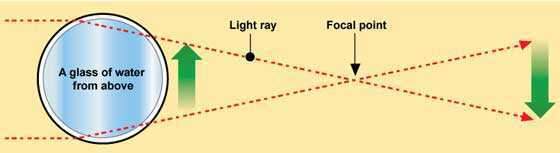 Light ray
Focal point
A glass of water
from above